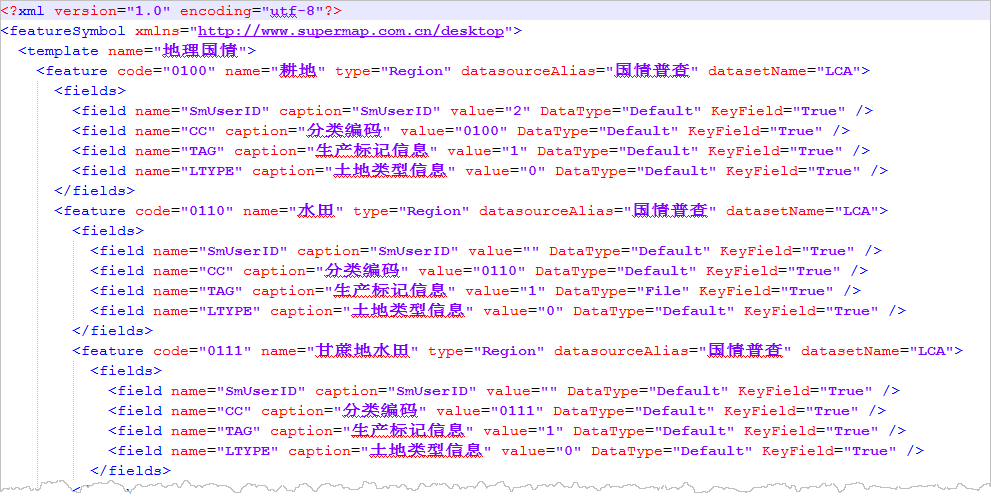 <?xml version="1.0" encoding="utf-8"?>
<featureSymbol xmlns="http://www.supermap.com.cn/desktop">
<template name="地理国情">
<feature code="0100" name="耕地" type="Region" datasourceAlias="国情普查" datasetName="LCA">
<fields>
<field name="SmUserID" caption="SmUserID" value="2" DataType="Default" KeyField="True" />
<field name="CC" caption="分类编码" value="0100" DataType="Default" KeyField="True" />
<field name="TAG" caption="生产标记信息" value="1" DataType="Default" KeyField="True" />
<field name="LTYPE" caption="土地类型信息" value="0" DataType="Default" KeyField="True" />
</fields>
<feature code="0110" name="水田" type="Region" datasourceAlias="国情普查" datasetName="LCA">
<fields>
<field name="SmUserID" caption="SmUserID" value="" DataType="Default" KeyField="True" />
<field name="CC" caption="分类编码" value="0110" DataType="Default" KeyField="True" />
<field name="TAG" caption="生产标记信息" value="1" DataType="File" KeyField="True" />
<field name="LTYPE" caption="土地类型信息" value="0" DataType="Default" KeyField="True" />
</fields>
<feature code="0111" name="甘蔗地水田" type="Region" datasourceAlias="国情普查" datasetName="LCA">
<fields>
<field name="SmUserID" caption="SmUserID" value="" DataType="Default" KeyField="True" />
<field name="CC" caption="分类编码" value="0111" DataType="Default" KeyField="True" />
<field name="TAG" caption="生产标记信息" value="1" DataType="Default" KeyField="True" />
<field name="LTYPE" caption="土地类型信息" value="0" DataType="Default" KeyField="True" />
</fields>